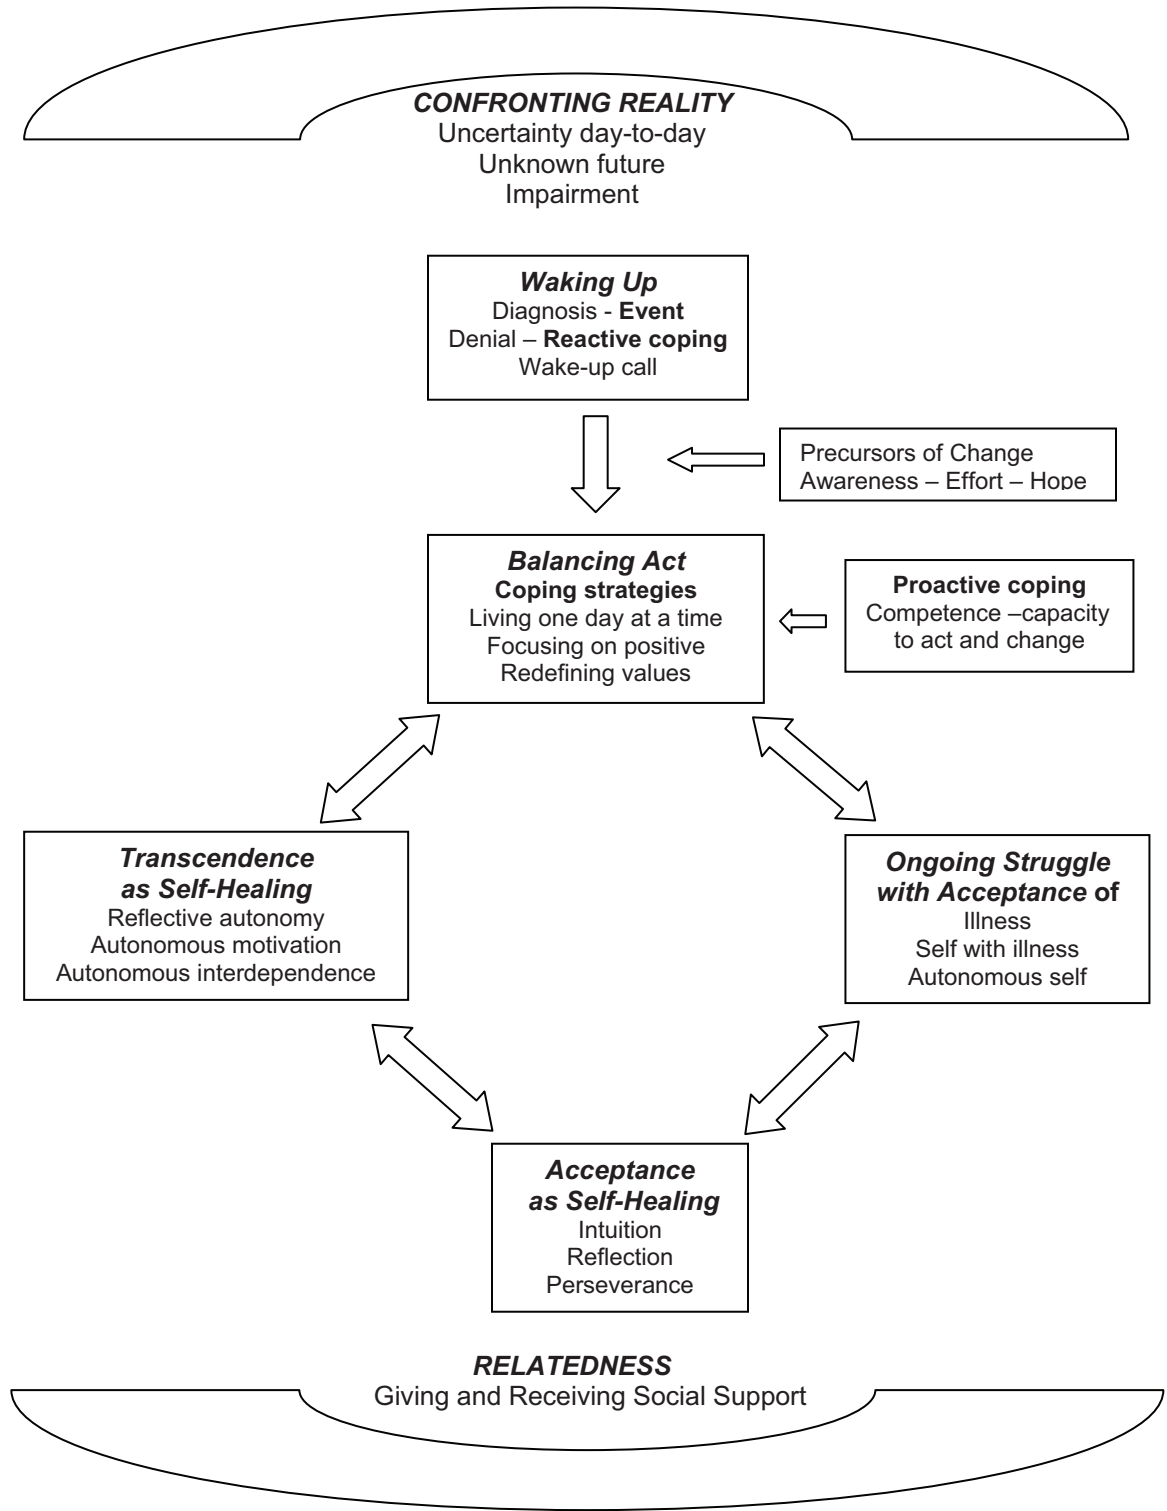 CONFRONTING REALITY
Uncertainty day-to-day
Unknown future
Impairment
Waking Up
Diagnosis - Event
Denial – Reactive coping
Wake-up call
Precursors of Change
Awareness – Effort – Hope
Balancing Act
Coping strategies
Living one day at a time
Focusing on positive
Redefining values
Proactive coping
Competence –capacity
to act and change
Transcendence
as Self-Healing
Reflective autonomy
Autonomous motivation
Autonomous interdependence
Ongoing Struggle
with Acceptance of
Illness
Self with illness
Autonomous self
Acceptance
as Self-Healing
Intuition
Reflection
Perseverance
RELATEDNESS
Giving and Receiving Social Support